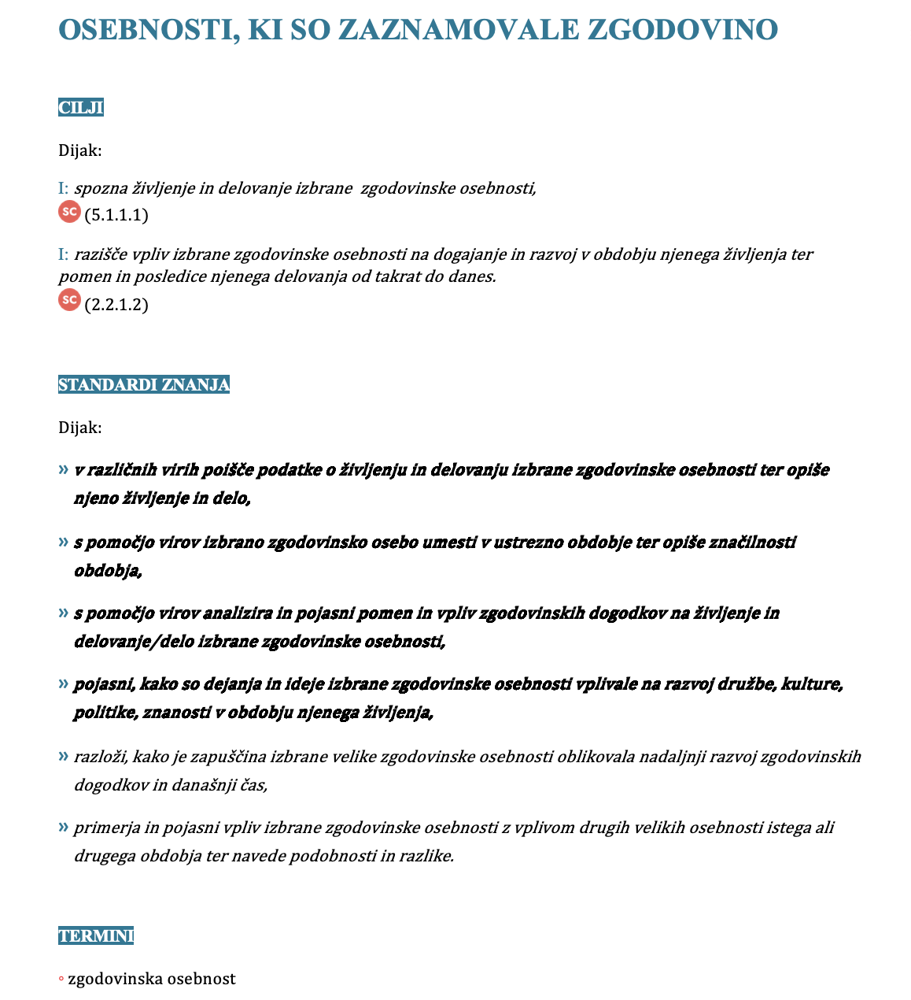 OSEBNOSTI, KI SO ZAZNAMOVALE ZGODOVINO
CILJI
Dijak:
I: spozna življenje in delovanje izbrane  zgodovinske osebnosti,
SC (5.1.1.1)
I: razišče vpliv izbrane zgodovinske osebnosti na dogajanje in razvoj v obdobju njenega življenja ter
pomen in posledice njenega delovanja od takrat do danes.
SC (2.2.1.2)
STANDARDI ZNANJA
Dijak:
» v različnih virih poišče podatke o življenju in delovanju izbrane zgodovinske osebnosti ter opiše
njeno življenje in delo,
» s pomočjo virov izbrano zgodovinsko osebo umesti v ustrezno obdobje ter opiše značilnosti
obdobja,
» s pomočjo virov analizira in pojasni pomen in vpliv zgodovinskih dogodkov na življenje in
delovanje/delo izbrane zgodovinske osebnosti,
» pojasni, kako so dejanja in ideje izbrane zgodovinske osebnosti vplivale na razvoj družbe, kulture,
politike, znanosti v obdobju njenega življenja,
» razloži, kako je zapuščina izbrane velike zgodovinske osebnosti oblikovala nadaljnji razvoj zgodovinskih
dogodkov in današnji čas,
» primerja in pojasni vpliv izbrane zgodovinske osebnosti z vplivom drugih velikih osebnosti istega ali
drugega obdobja ter navede podobnosti in razlike.
TERMINI
◦ zgodovinska osebnost